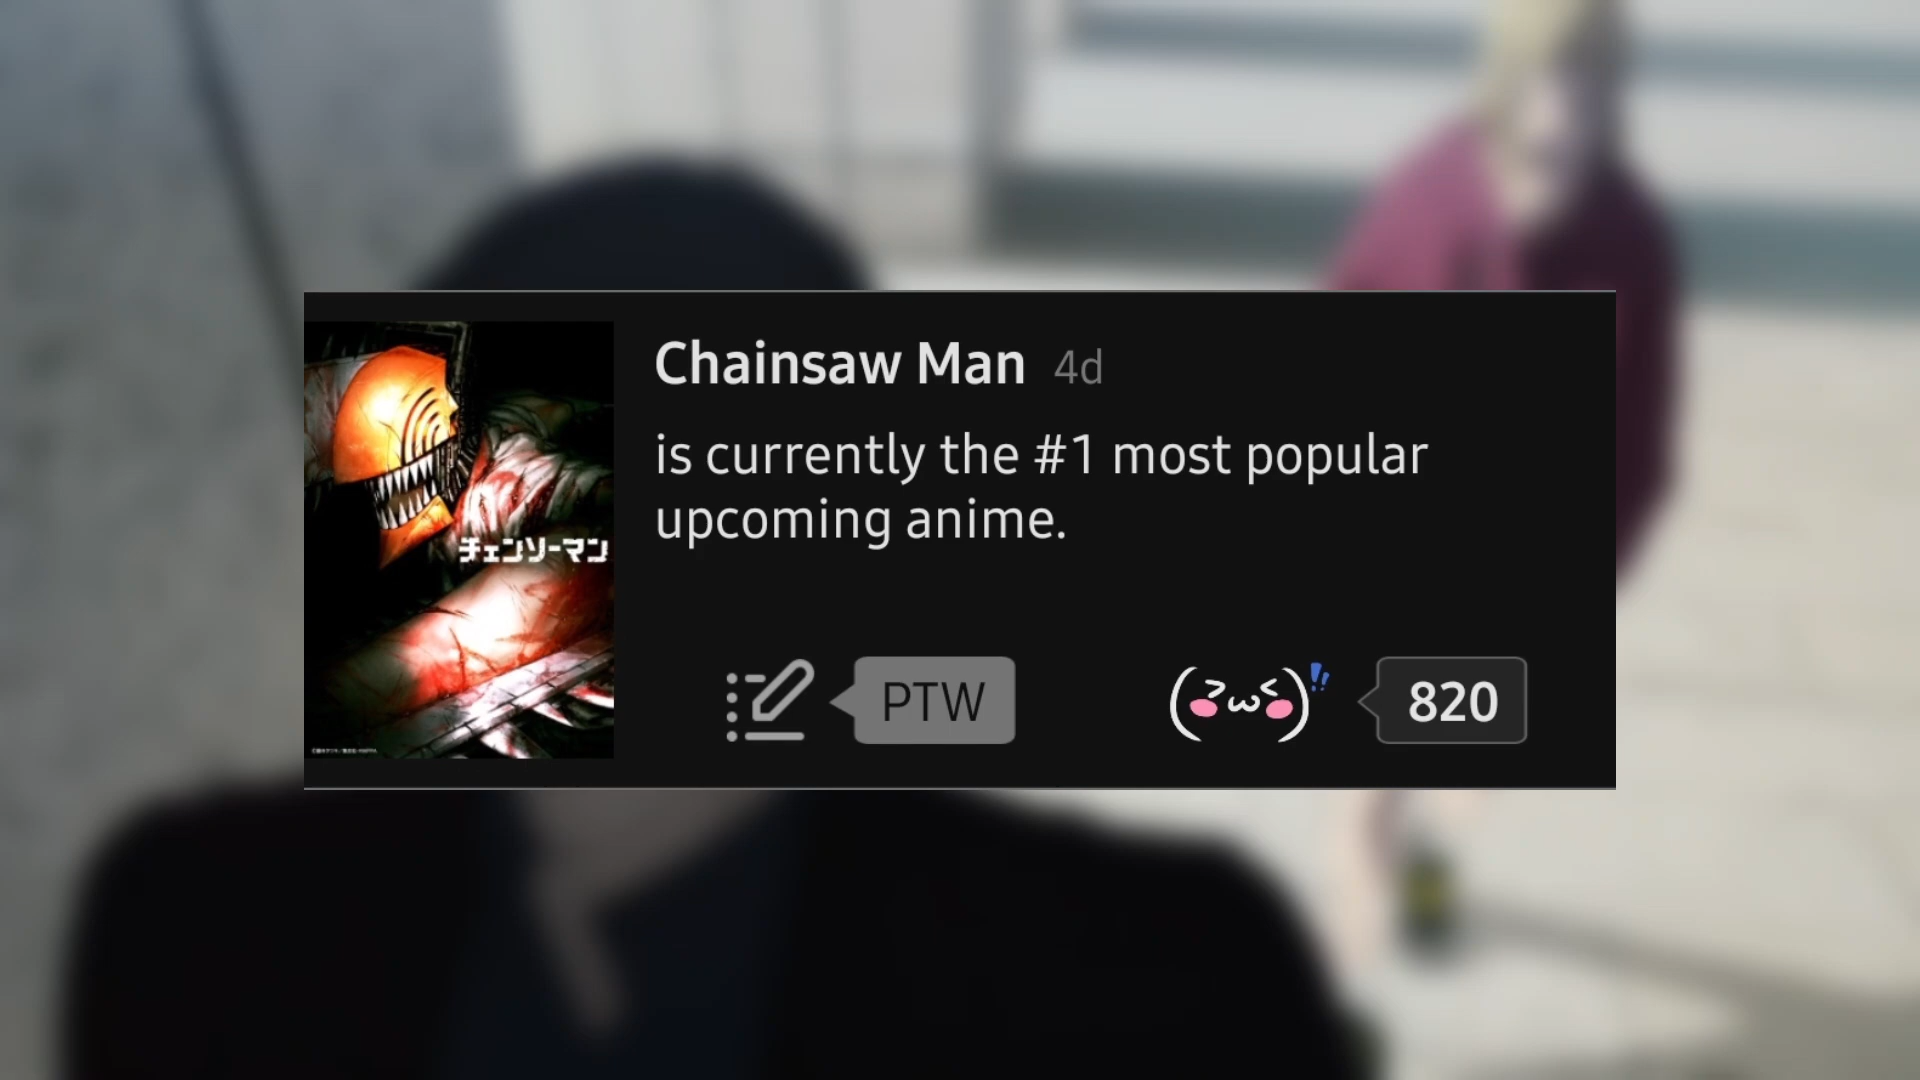 Chainsaw Man 4d
is currently the #1 most popular
upcoming anime.
チェンソーマン
PTW
(>ω<)!! 820